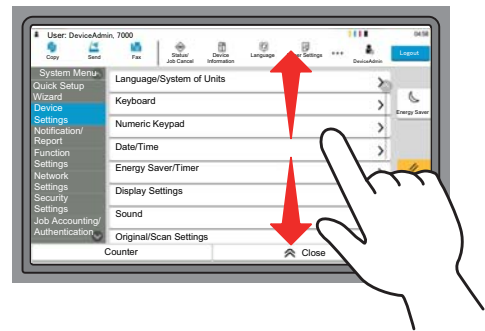 User: DeviceAdmin, 7000
04:58
Copy
Send
Fax
Status/
Job Cancel
Device
Information
Language
Settings
DeviceAdmin
Logout
System Menu
Quick Setup
Wizard
Device
Settings
Notification/
Report
Function
Settings
Network
Settings
Security
Settings
Job Accounting/
Authentication
Language/System of Units
Keyboard
Numeric Keypad
Date/Time
Energy Saver/Timer
Display Settings
Sound
Original/Scan Settings
Energy Saver
Counter
Close